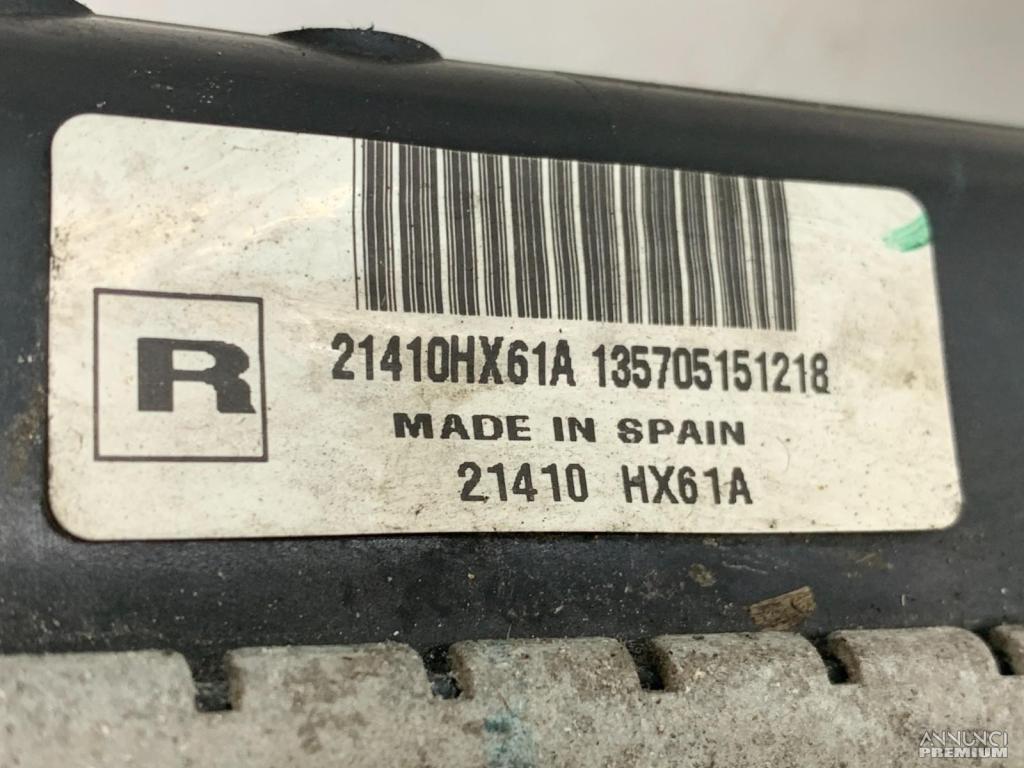 21410HX61A 135705151218
R
MADE IN SPAIN
21410 HX61A
ANNUNCI
PREMIUM